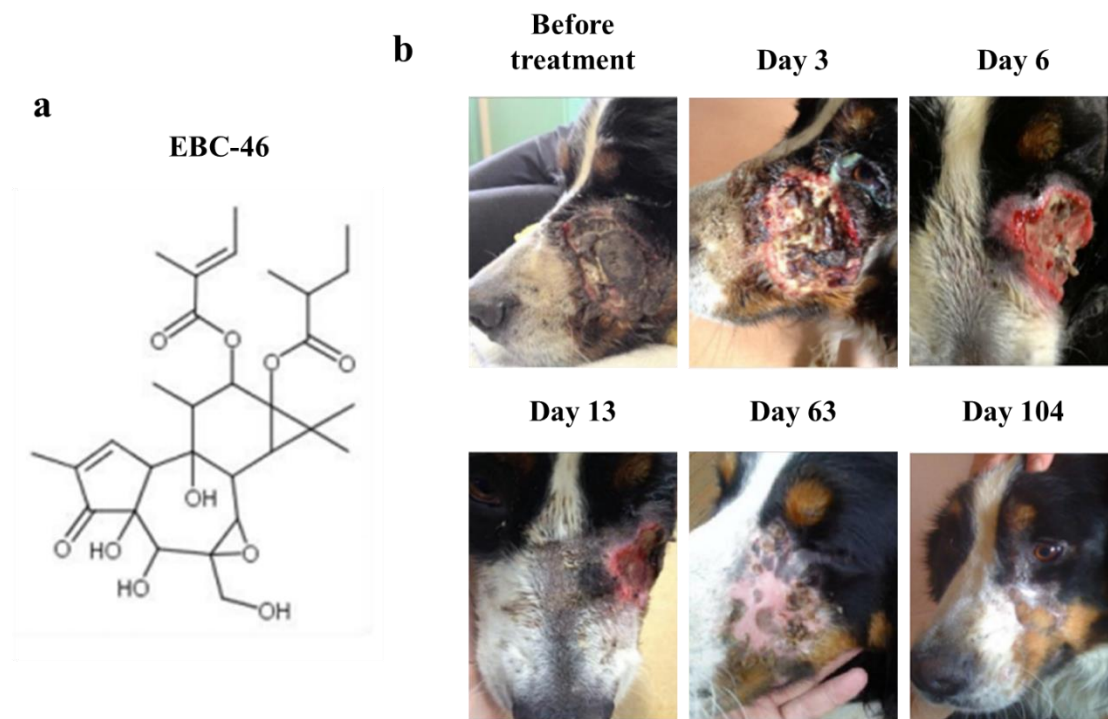 a
EBC-46
O
O
O
O
OH
O
HO
HO
O
OH
b
Before
treatment
Day 3
Day 6
Day 13
Day 63
Day 104